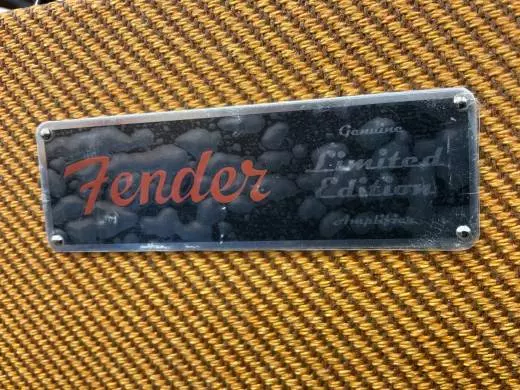 Fender
Genuine
Limited
Edition
Amplifier